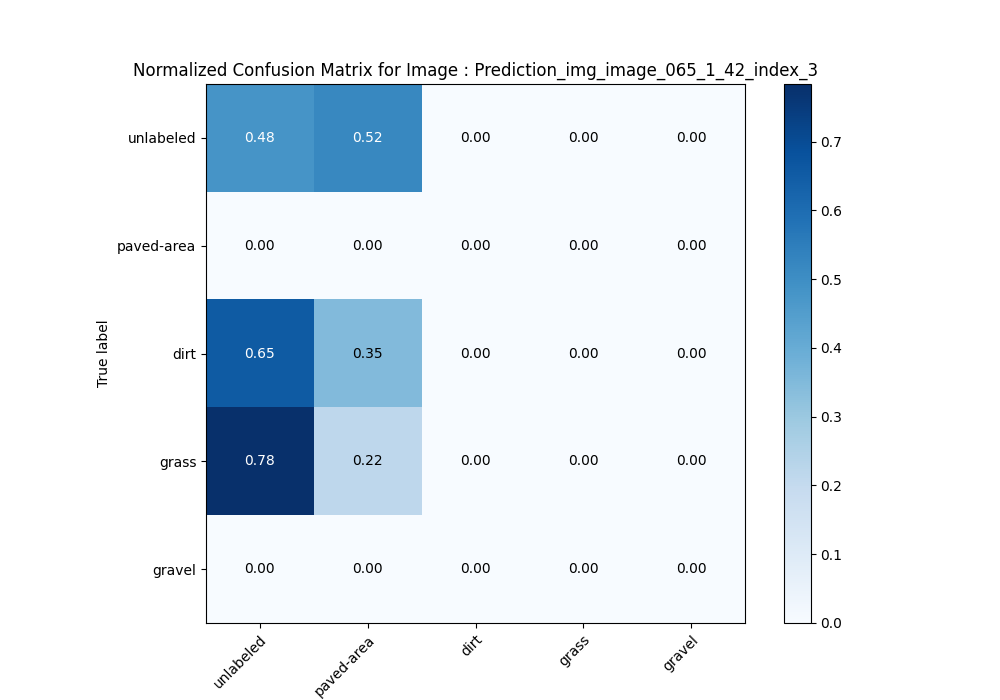 Normalized Confusion Matrix for Image : Prediction_img_image_065_1_42_index_3
True label
unlabeled 0.48 0.52 0.00 0.00 0.00
paved-area 0.00 0.00 0.00 0.00 0.00
dirt 0.65 0.35 0.00 0.00 0.00
grass 0.78 0.22 0.00 0.00 0.00
gravel 0.00 0.00 0.00 0.00 0.00
unlabeled paved-area dirt grass gravel
0.7
0.6
0.5
0.4
0.3
0.2
0.1
0.0